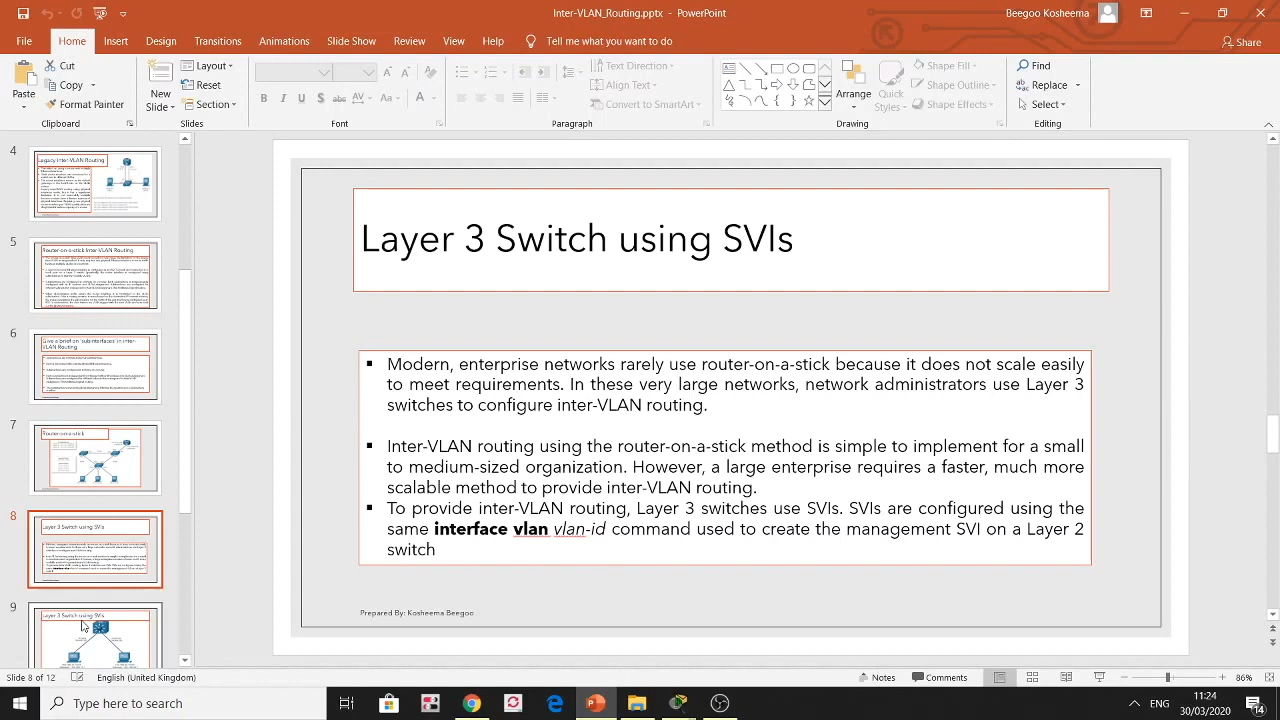 Inter-VLAN_Routing.pptx - PowerPoint
Beegoo Kosheema
File Home Insert Design Transitions Animations Slide Show Review View Help Tell me what you want to do
Share
Paste
Cut
Copy
Format Painter
Clipboard
New
Slide
Layout
Reset
Section
Slides
B I U S abc AV Aa A
Font
Text Direction
Align Text
Convert to SmartArt
Paragraph
Arrange
Quick
Styles
Shape Fill
Shape Outline
Shape Effects
Drawing
Find
Replace
Select
Editing
4
Legacy Inter-VLAN Routing
5
Router-on-a-stick Inter-VLAN Routing
6
Give a brief on 'subinterfaces' in inter-
VLAN Routing
7
Router-on-a-stick
8
Layer 3 Switch using SVIs
9
Layer 3 Switch using SVIs
Layer 3 Switch using SVIs
▪ Modern, enterprise networks rarely use router-on-a-stick because it does not scale easily
to meet requirements. In these very large networks, network administrators use Layer 3
switches to configure inter-VLAN routing.
▪ Inter-VLAN routing using the router-on-a-stick method is simple to implement for a small
to medium-sized organization. However, a large enterprise requires a faster, much more
scalable method to provide inter-VLAN routing.
▪ To provide inter-VLAN routing, Layer 3 switches use SVIs. SVIs are configured using the
same interface vlan vlan-id command used to create the management SVI on a Layer 2
switch
Prepared By: Kosheema Beegoo
Slide 8 of 12
English (United Kingdom)
Notes
Comments
86%
Type here to search
ENG
11:24
30/03/2020
14